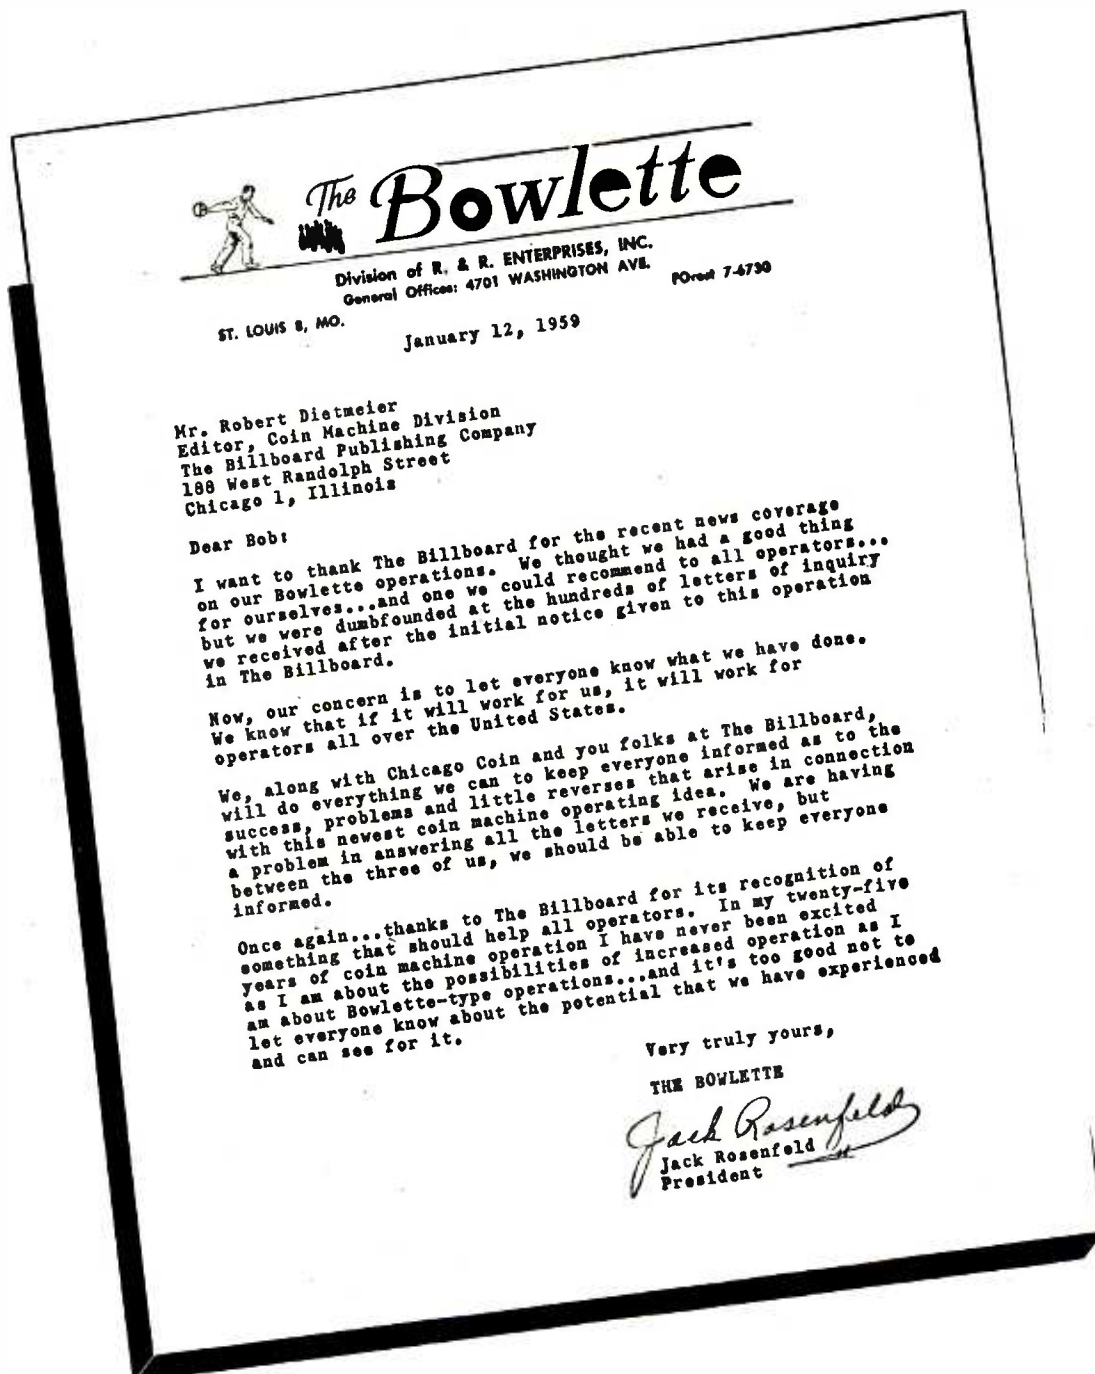 The Bowlette
Division of R. & R. ENTERPRISES, INC.
General Offices: 4701 WASHINGTON AVE.
ST. LOUIS 8, MO.
FOrest 7-6730
January 12, 1959
Mr. Robert Dietmeier
Editor, Coin Machine Division
The Billboard Publishing Company
188 West Randolph Street
Chicago 1, Illinois
Dear Bob:
I want to thank The Billboard for the recent news coverage
on our Bowlette operations. We thought we had a good thing
for ourselves...and one we could recommend to all operators...
but we were dumbfounded at the hundreds of letters of inquiry
we received after the initial notice given to this operation
in The Billboard.
Now, our concern is to let everyone know what we have done.
We know that if it will work for us, it will work for
operators all over the United States.
We, along with Chicago Coin and you folks at The Billboard,
will do everything we can to keep everyone informed as to the
success, problems and little reverses that arise in connection
with this newest coin machine operating idea. We are having
a problem in answering all the letters we receive, but
between the three of us, we should be able to keep everyone
informed.
Once again...thanks to The Billboard for its recognition of
something that should help all operators. In my twenty-five
years of coin machine operation I have never been excited
as I am about the possibilities of increased operation as I
am about Bowlette-type operations...and it's too good not to
let everyone know about the potential that we have experienced
and can see for it.
Very truly yours,
THE BOWLETTE
Jack Rosenfeld
Jack Rosenfeld
President